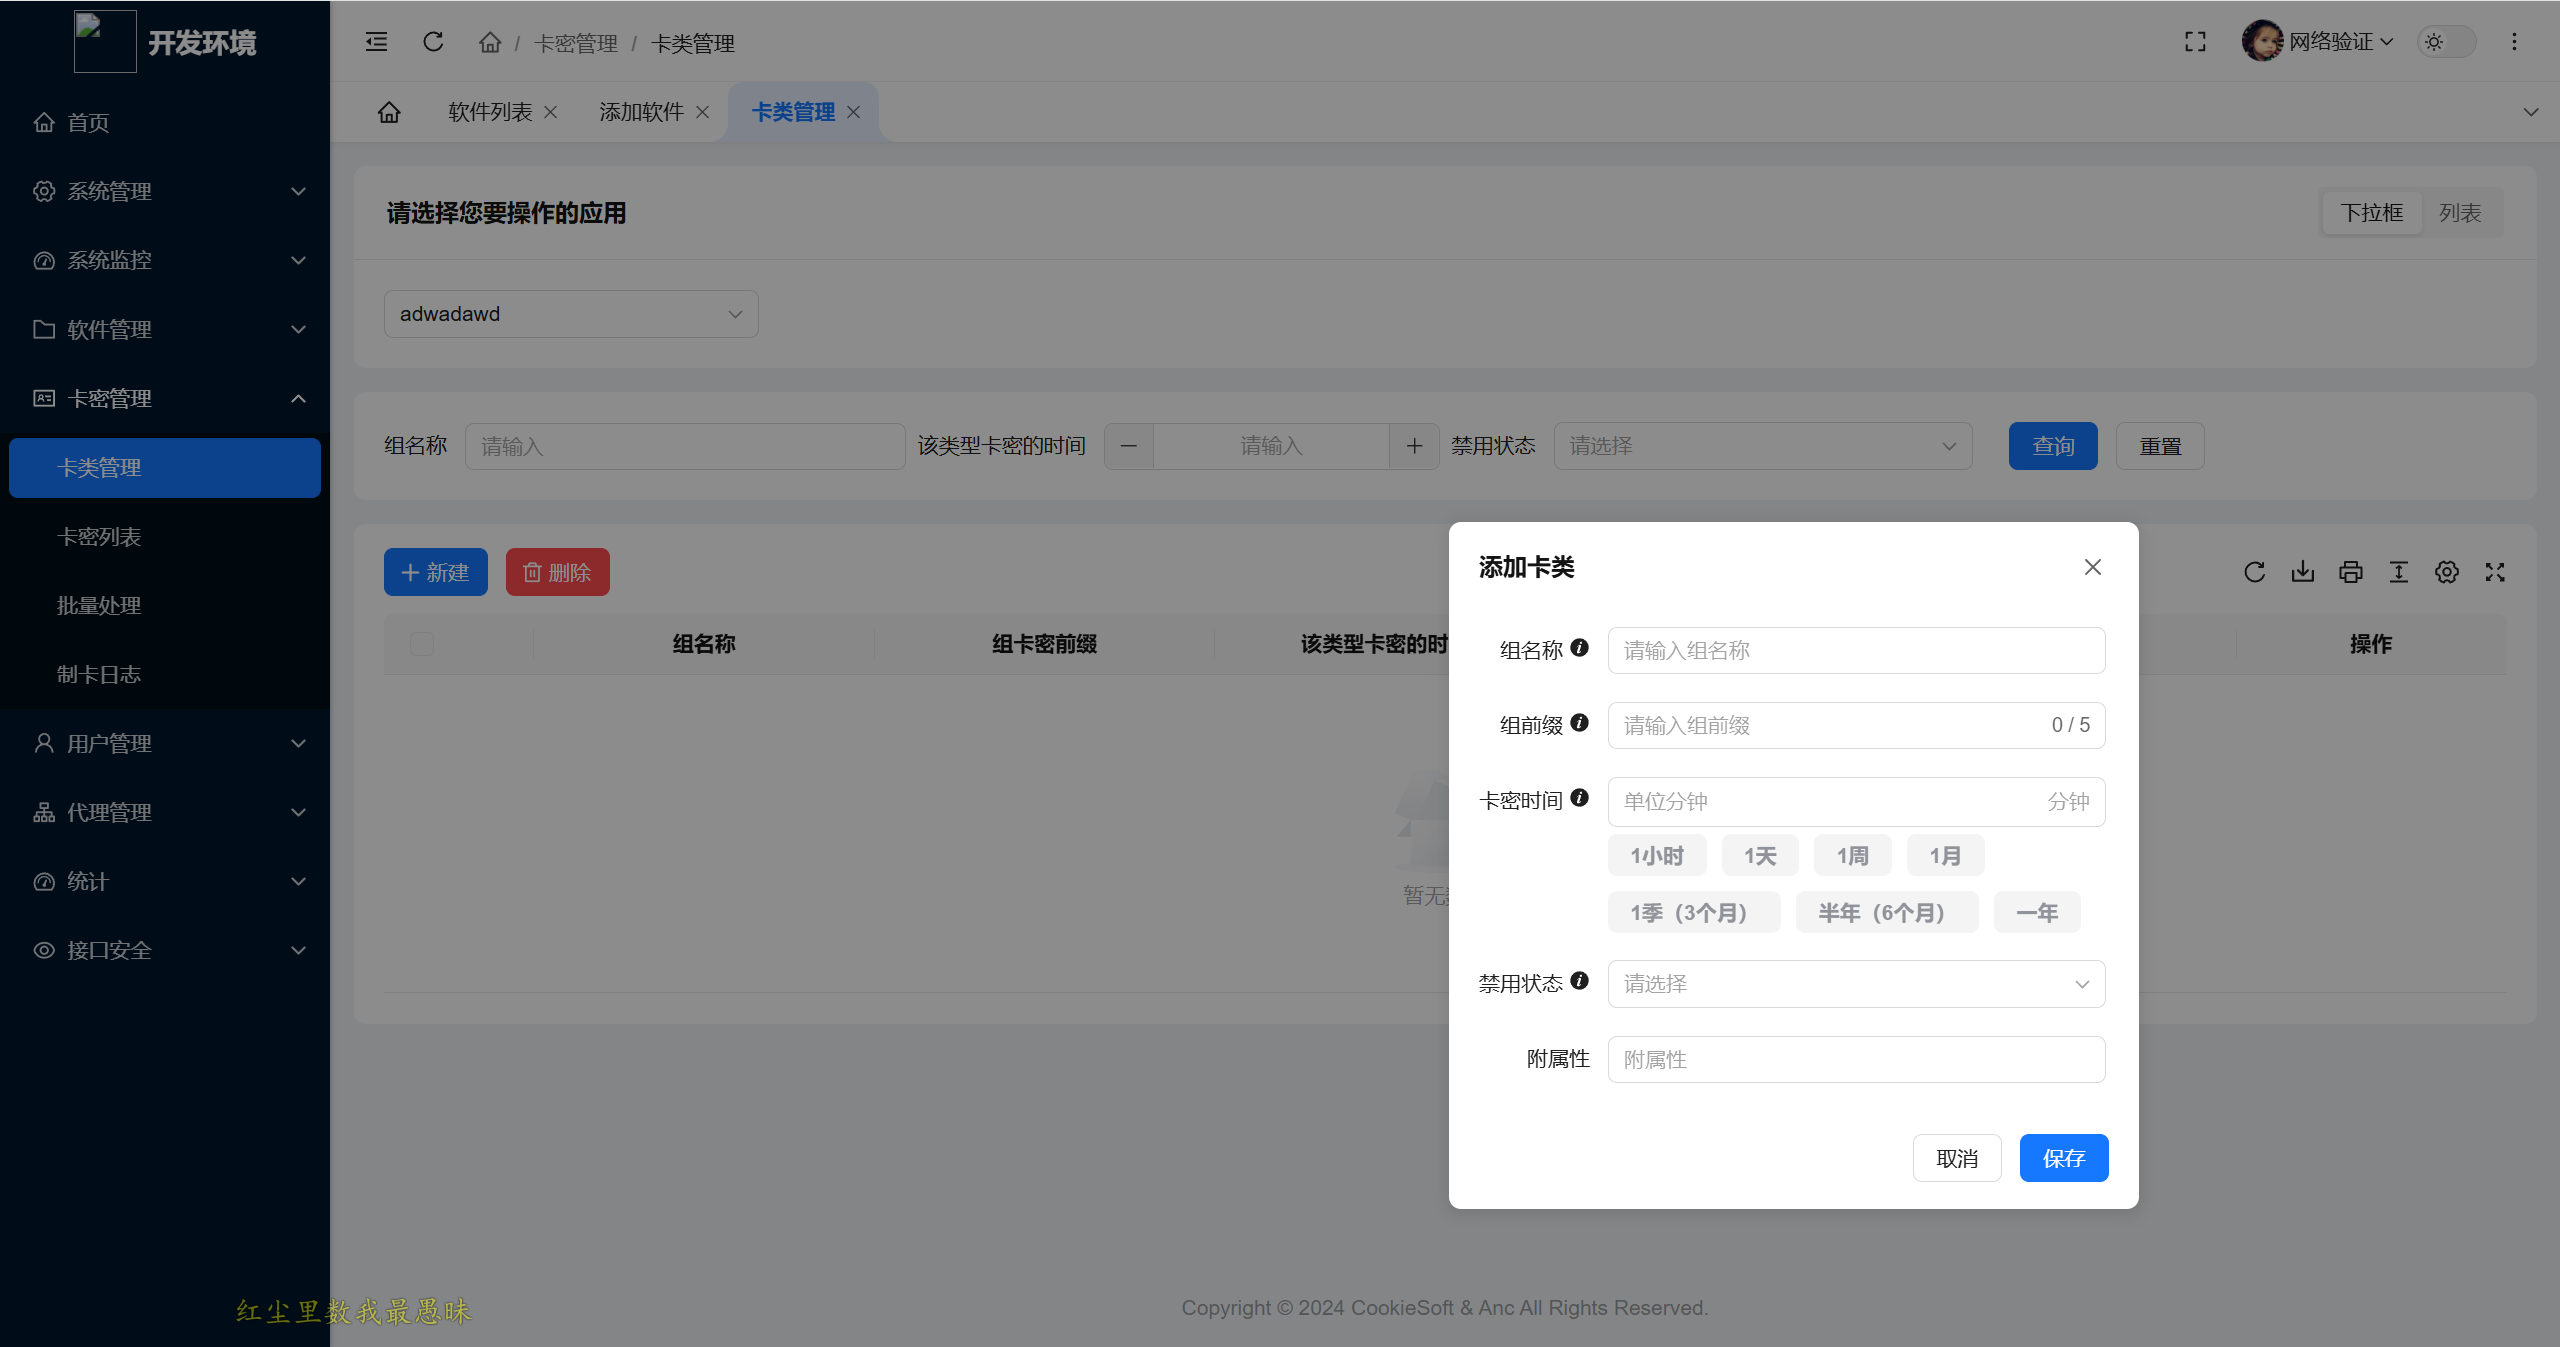 开发环境
首页
系统管理
系统监控
软件管理
卡密管理
卡类管理
卡密列表
批量处理
制卡日志
用户管理
代理管理
统计
接口安全
/ 卡密管理 / 卡类管理
网络验证
软件列表
添加软件
卡类管理
请选择您要操作的应用
下拉框 列表
adwadawd
组名称 请输入 该类型卡密的时间 请输入 禁用状态 请选择 查询 重置
新建 删除
组名称 组卡密前缀 该类型卡密的时 操作
暂无
添加卡类
组名称 请输入组名称
组前缀 请输入组前缀 0 / 5
卡密时间 单位分钟 分钟
1小时 1天 1周 1月
1季（3个月） 半年（6个月） 一年
禁用状态 请选择
附属性 附属性
取消 保存
Copyright © 2024 CookieSoft & Anc All Rights Reserved.
红尘里数我最愚昧